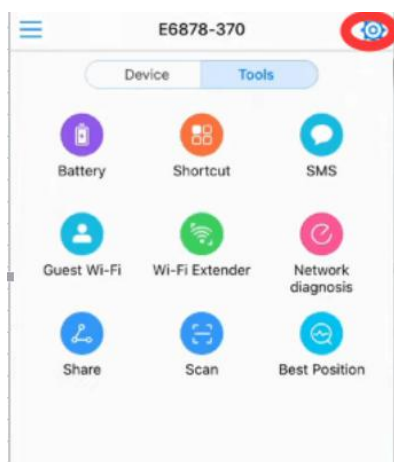 E6878-370
Device Tools
Battery Shortcut SMS
Guest Wi-Fi Wi-Fi Extender Network
diagnosis
Share Scan Best Position